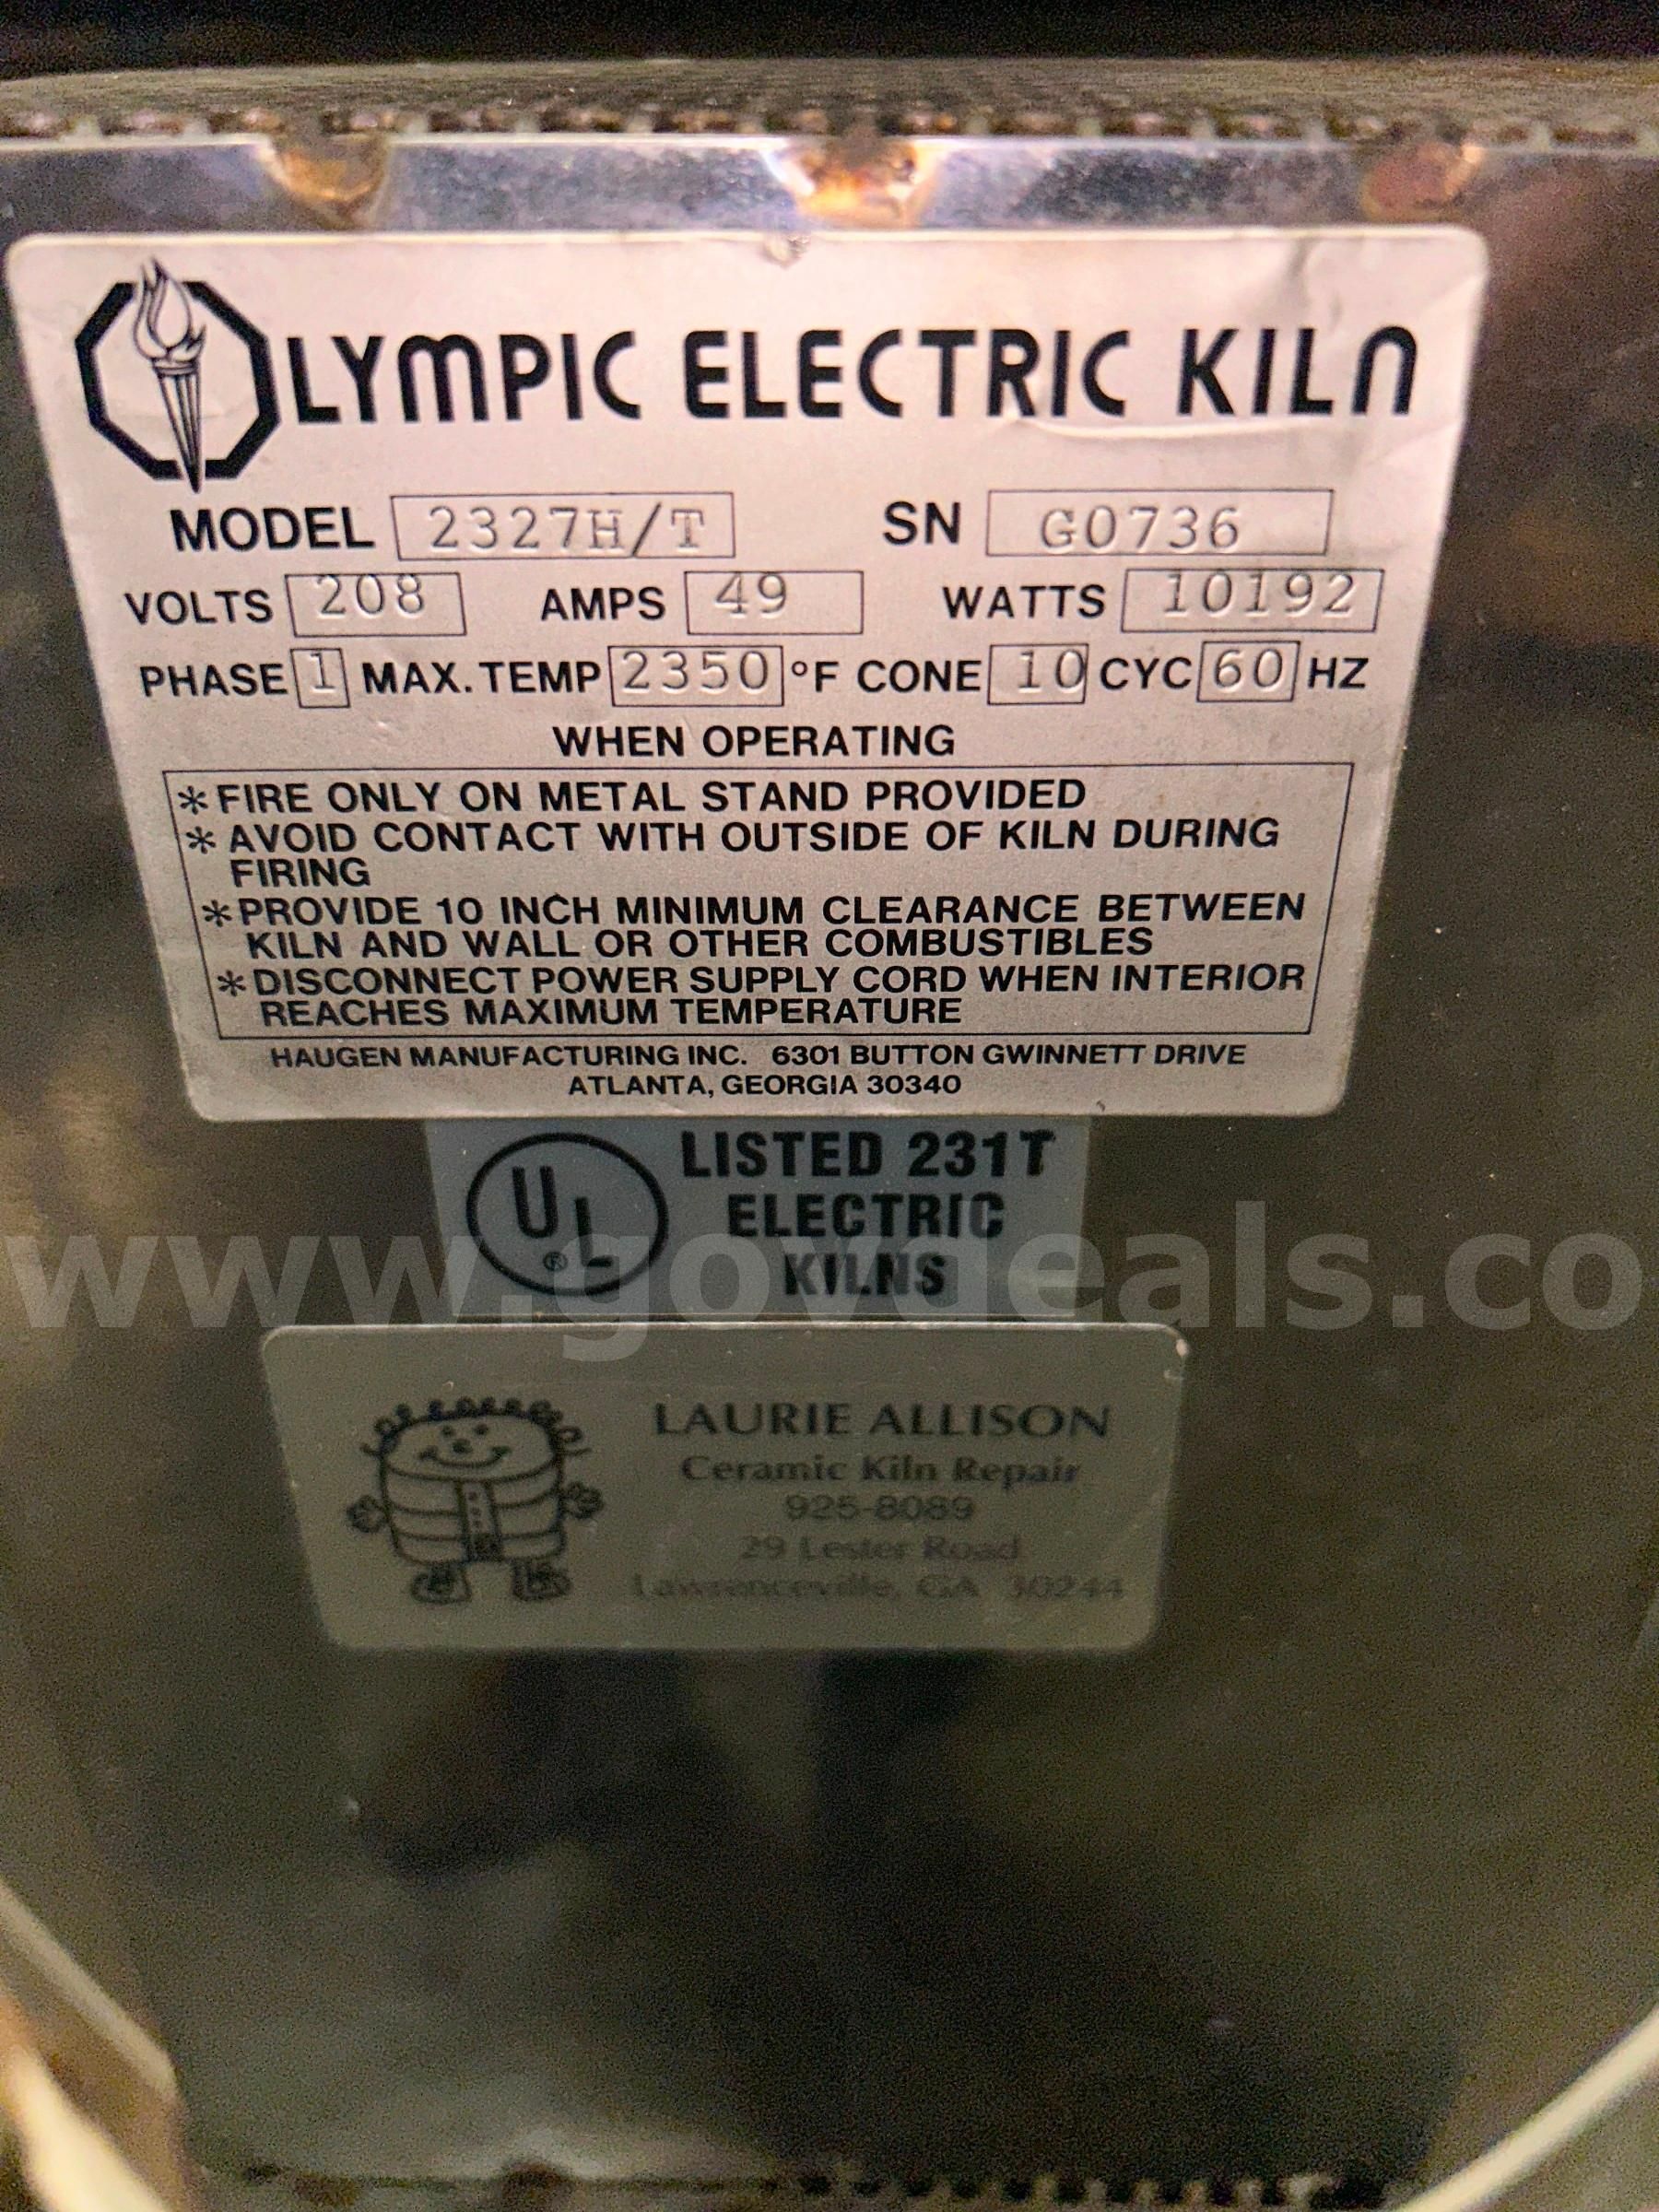 OLYMPIC ELECTRIC KILN
MODEL 2327H/T SN G0736
VOLTS 208 AMPS 49 WATTS 10192
PHASE 1 MAX. TEMP 2350 °F CONE 10 CYC 60 HZ
WHEN OPERATING
* FIRE ONLY ON METAL STAND PROVIDED
* AVOID CONTACT WITH OUTSIDE OF KILN DURING
FIRING
* PROVIDE 10 INCH MINIMUM CLEARANCE BETWEEN
KILN AND WALL OR OTHER COMBUSTIBLES
* DISCONNECT POWER SUPPLY CORD WHEN INTERIOR
REACHES MAXIMUM TEMPERATURE
HAUGEN MANUFACTURING INC. 6301 BUTTON GWINNETT DRIVE
ATLANTA, GEORGIA 30340
UL ® LISTED 231T
ELECTRIC
KILNS
www.govdeals.co
LAURIE ALLISON
Ceramic Kiln Repair
925-8089
29 Lester Road
Lawrenceville, GA 30244